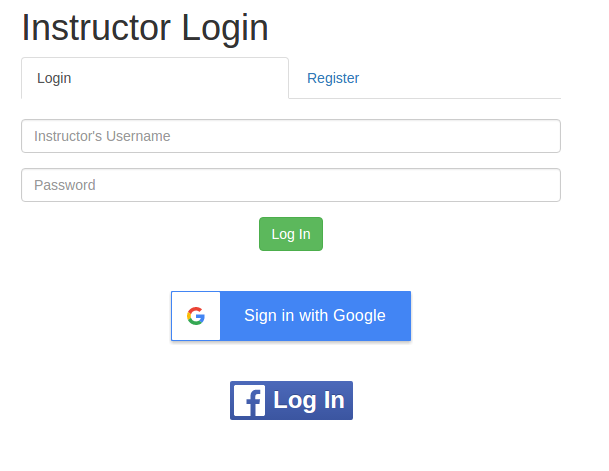 Instructor Login
Login
Register
Instructor's Username
Password
Log In
Sign in with Google
Log In